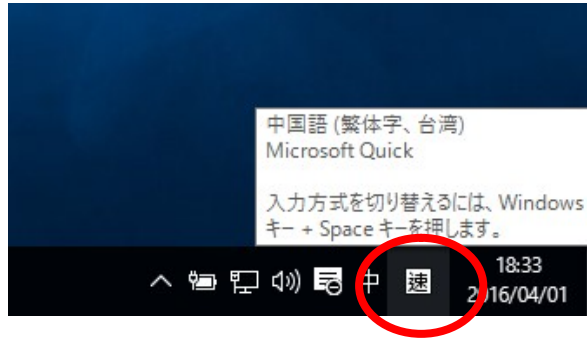 中国語 (繁体字、台湾)
Microsoft Quick
入力方式を切り替えるには、Windows
キー + Space キーを押します。
中 速 18:33
2016/04/01